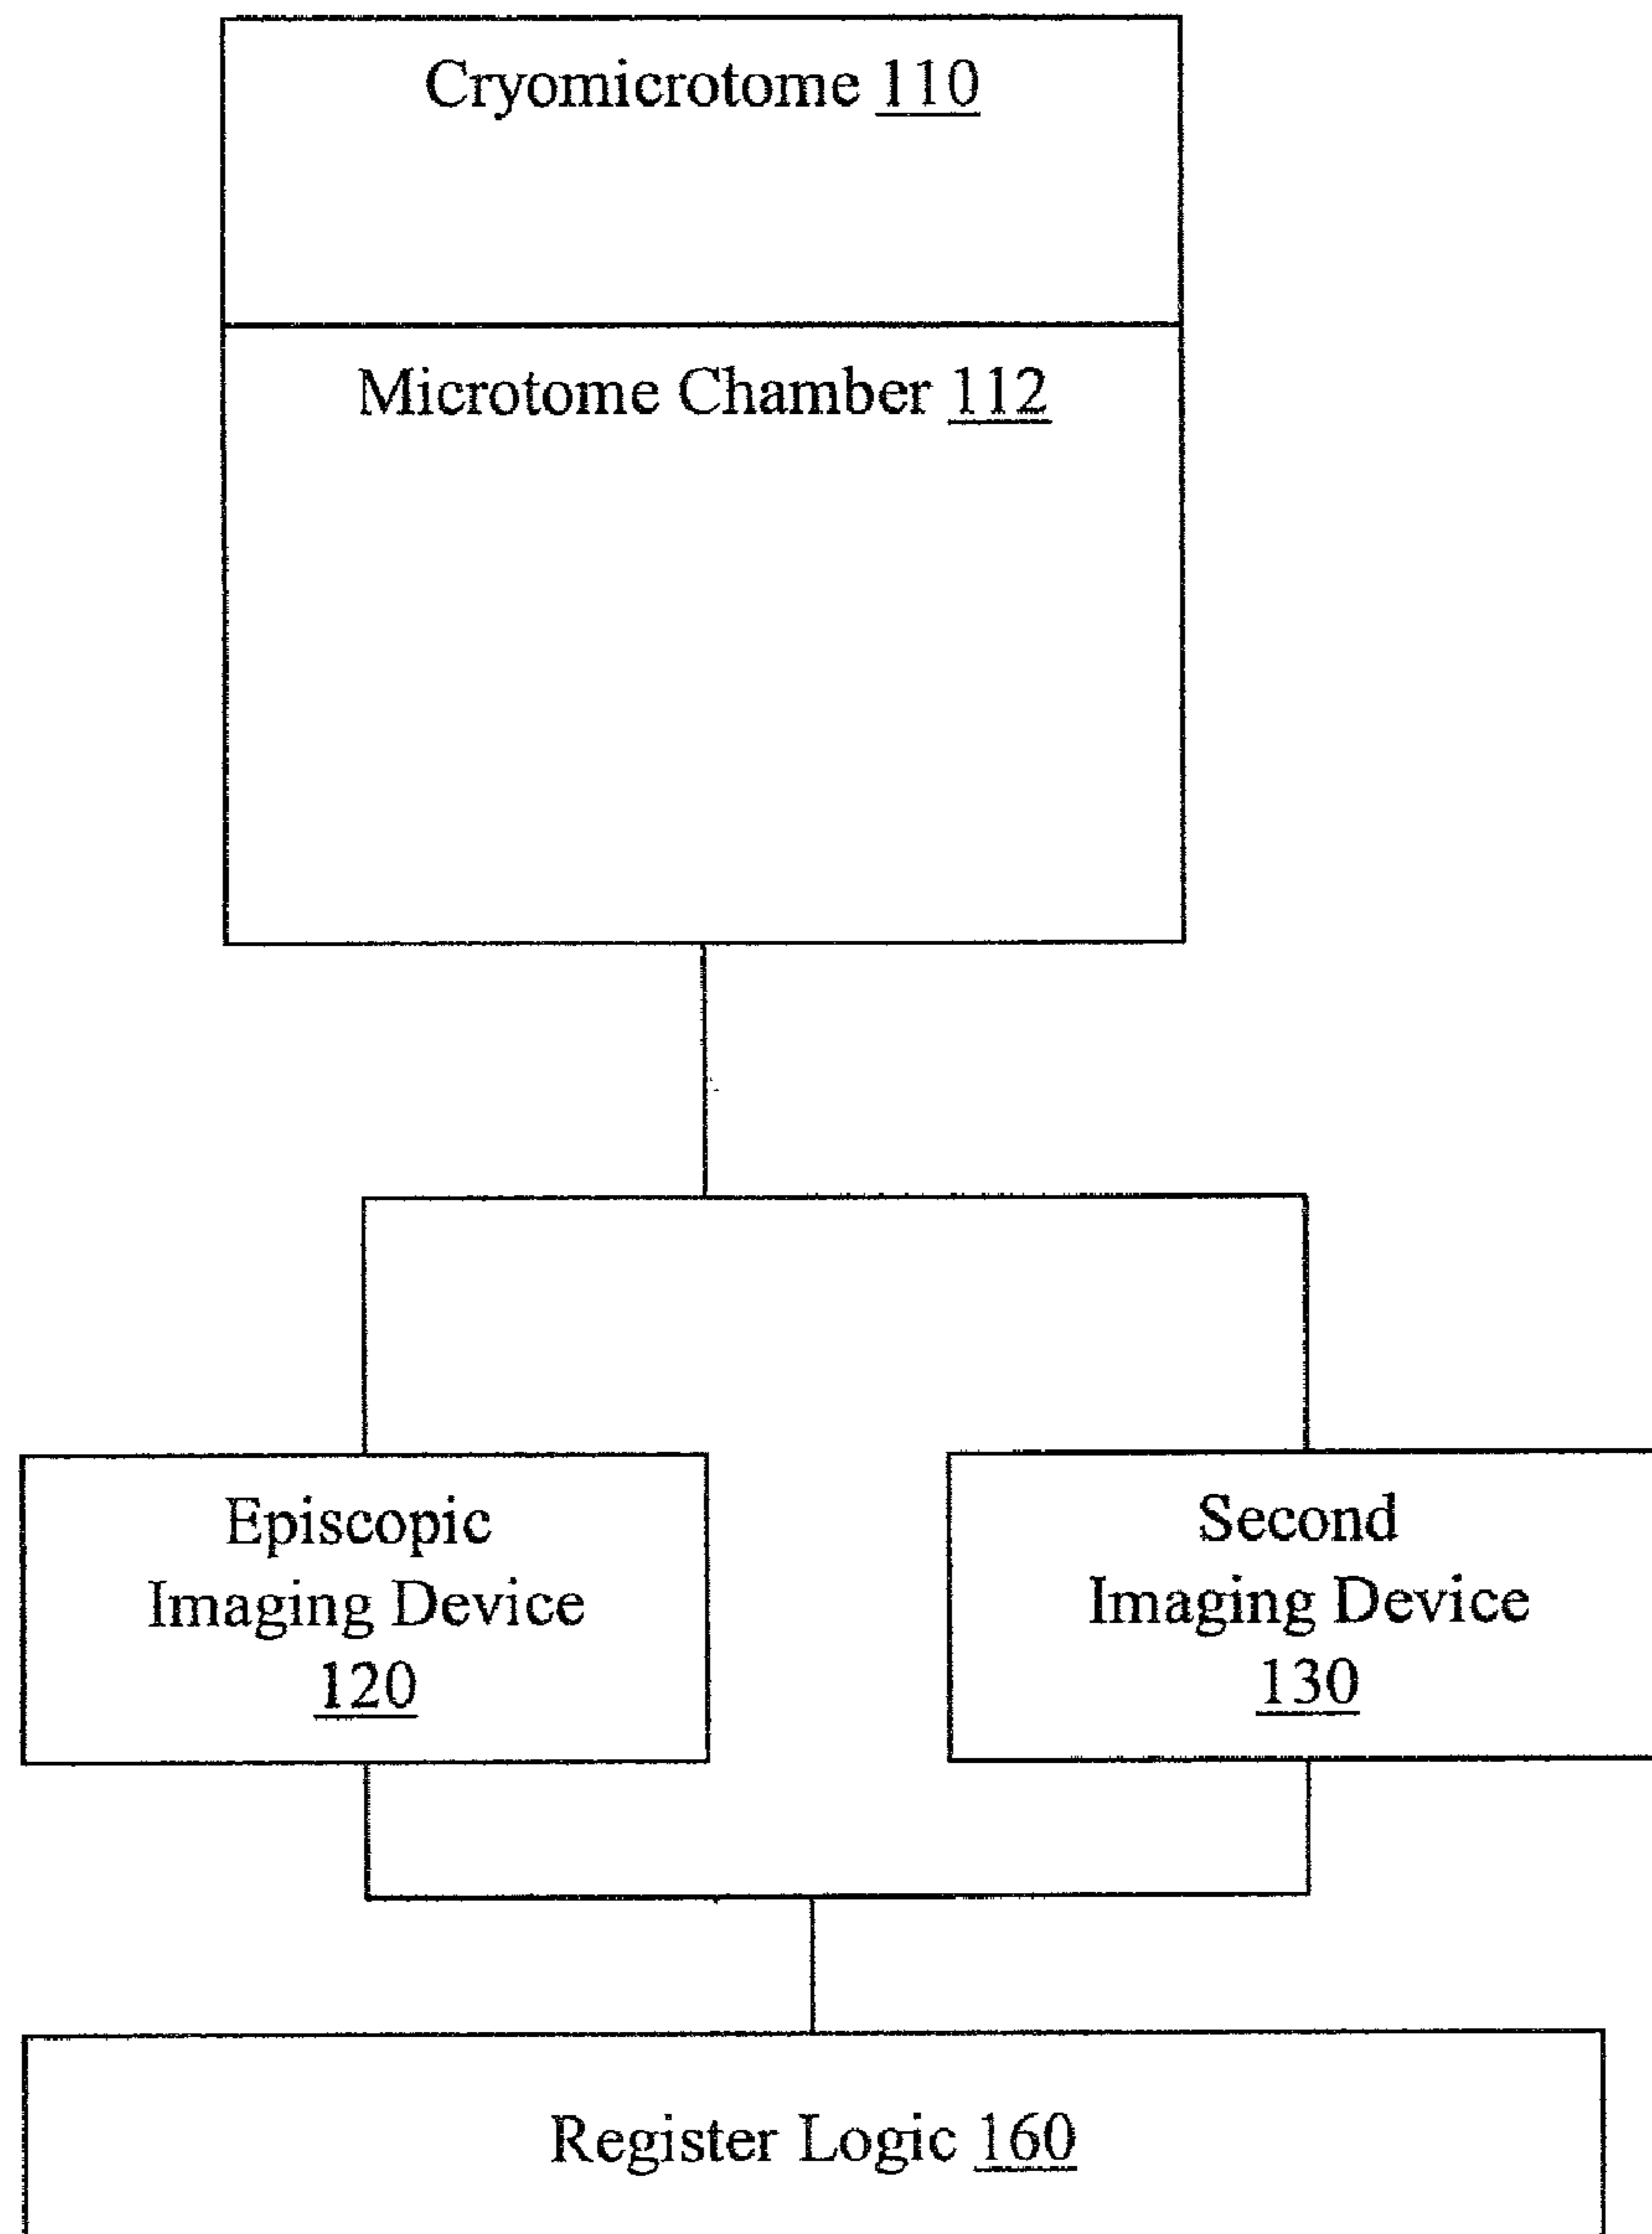 Cryomicrotome 110
Microtome Chamber 112
Episcopic
Imaging Device
120
Second
Imaging Device
130
Register Logic 160